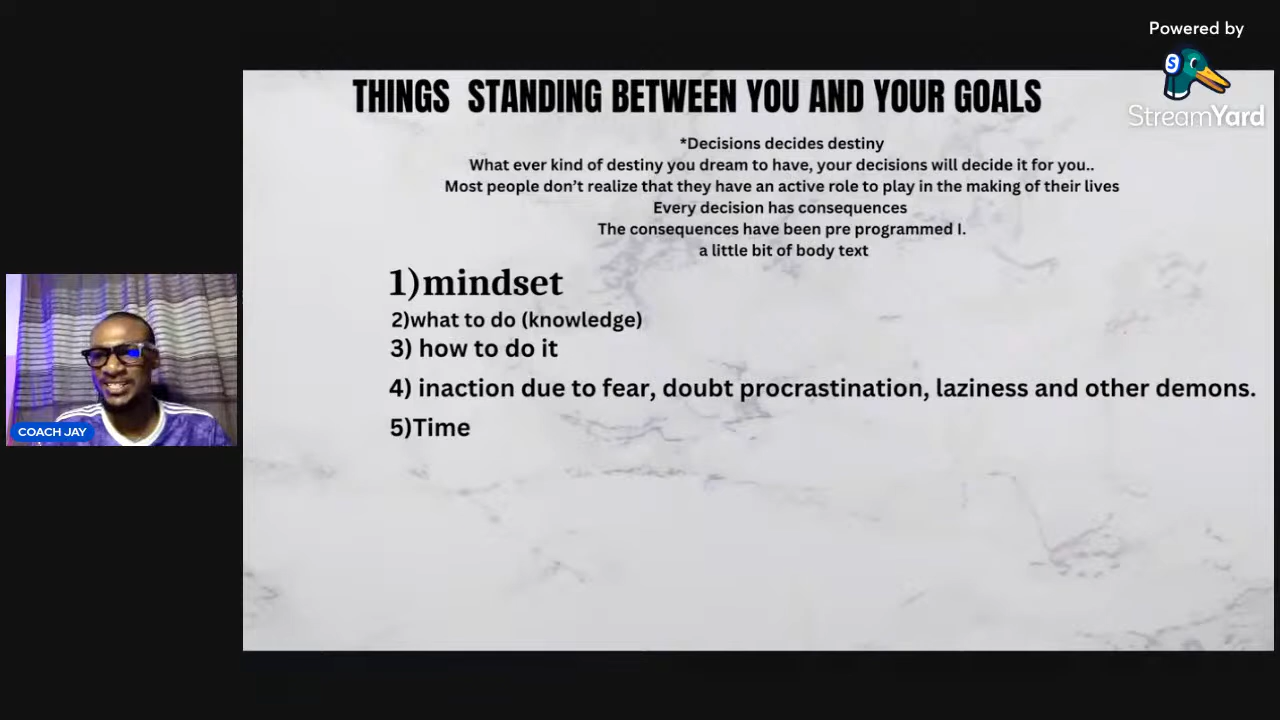 Powered by
S
StreamYard
THINGS STANDING BETWEEN YOU AND YOUR GOALS
*Decisions decides destiny
What ever kind of destiny you dream to have, your decisions will decide it for you..
Most people don’t realize that they have an active role to play in the making of their lives
Every decision has consequences
The consequences have been pre programmed I.
a little bit of body text
1)mindset
2)what to do (knowledge)
3) how to do it
4) inaction due to fear, doubt procrastination, laziness and other demons.
5)Time
COACH JAY